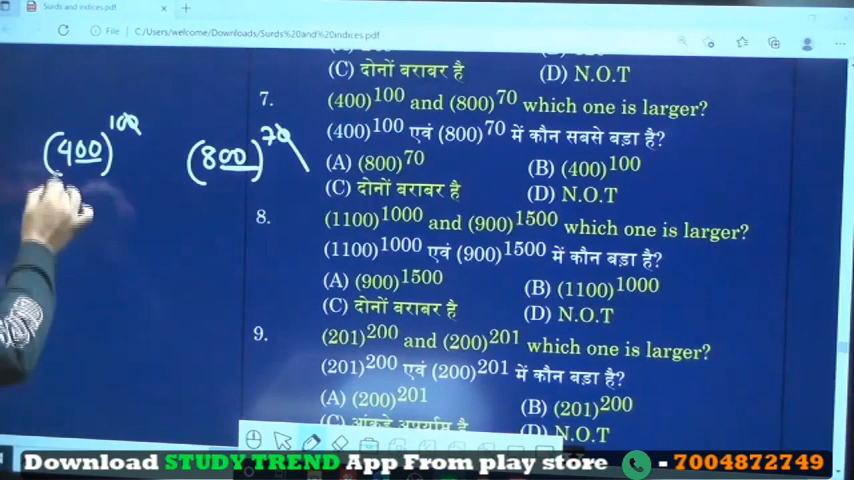 Surds and indices.pdf
File | C:/Users/welcome/Downloads/Surds%20and%20indices.pdf
(C) दोनों बराबर है (D) N.O.T
7. (400)^100 and (800)^70 which one is larger?
(400)^100 एवं (800)^70 में कौन सबसे बड़ा है?
(A) (800)^70 (B) (400)^100
(C) दोनों बराबर है (D) N.O.T
8. (1100)^1000 and (900)^1500 which one is larger?
(1100)^1000 एवं (900)^1500 में कौन बड़ा है?
(A) (900)^1500 (B) (1100)^1000
(C) दोनों बराबर है (D) N.O.T
9. (201)^200 and (200)^201 which one is larger?
(201)^200 एवं (200)^201 में कौन बड़ा है?
(A) (200)^201 (B) (201)^200
(C) आंकड़े अपर्याप्त है (D) N.O.T
(400)^100 (800)^70
Download STUDY TREND App From play store - 7004872749